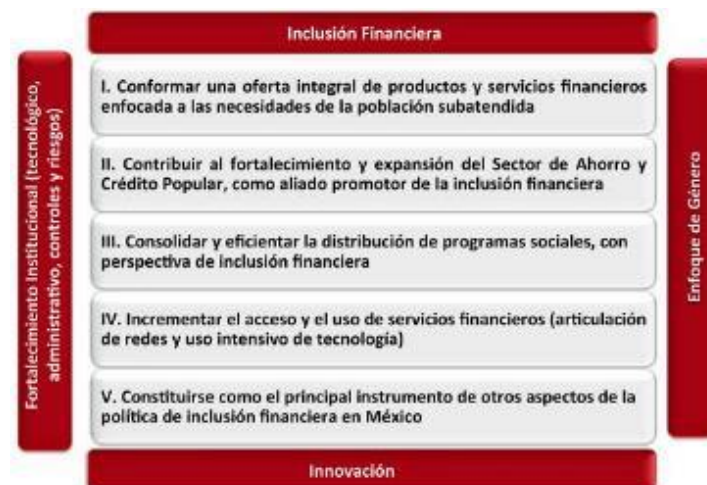 Inclusión Financiera
Fortalecimiento Institucional (tecnológico,
administrativo, controles y riesgos)
I. Conformar una oferta integral de productos y servicios financieros
enfocada a las necesidades de la población subatendida
II. Contribuir al fortalecimiento y expansión del Sector de Ahorro y
Crédito Popular, como aliado promotor de la inclusión financiera
III. Consolidar y eficientar la distribución de programas sociales, con
perspectiva de inclusión financiera
IV. Incrementar el acceso y el uso de servicios financieros (articulación
de redes y uso intensivo de tecnología)
V. Constituirse como el principal instrumento de otros aspectos de la
política de inclusión financiera en México
Enfoque de Género
Innovación